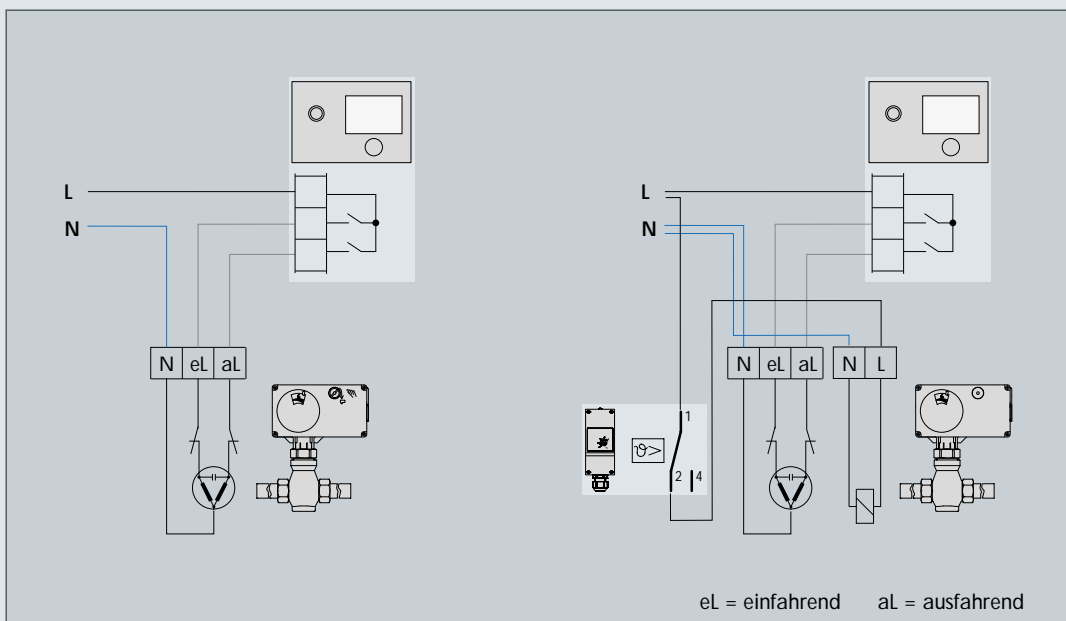 L
N
N eL aL
L
N
N eL aL
N L
1
ϑ>
2 4
eL = einfahrend aL = ausfahrend